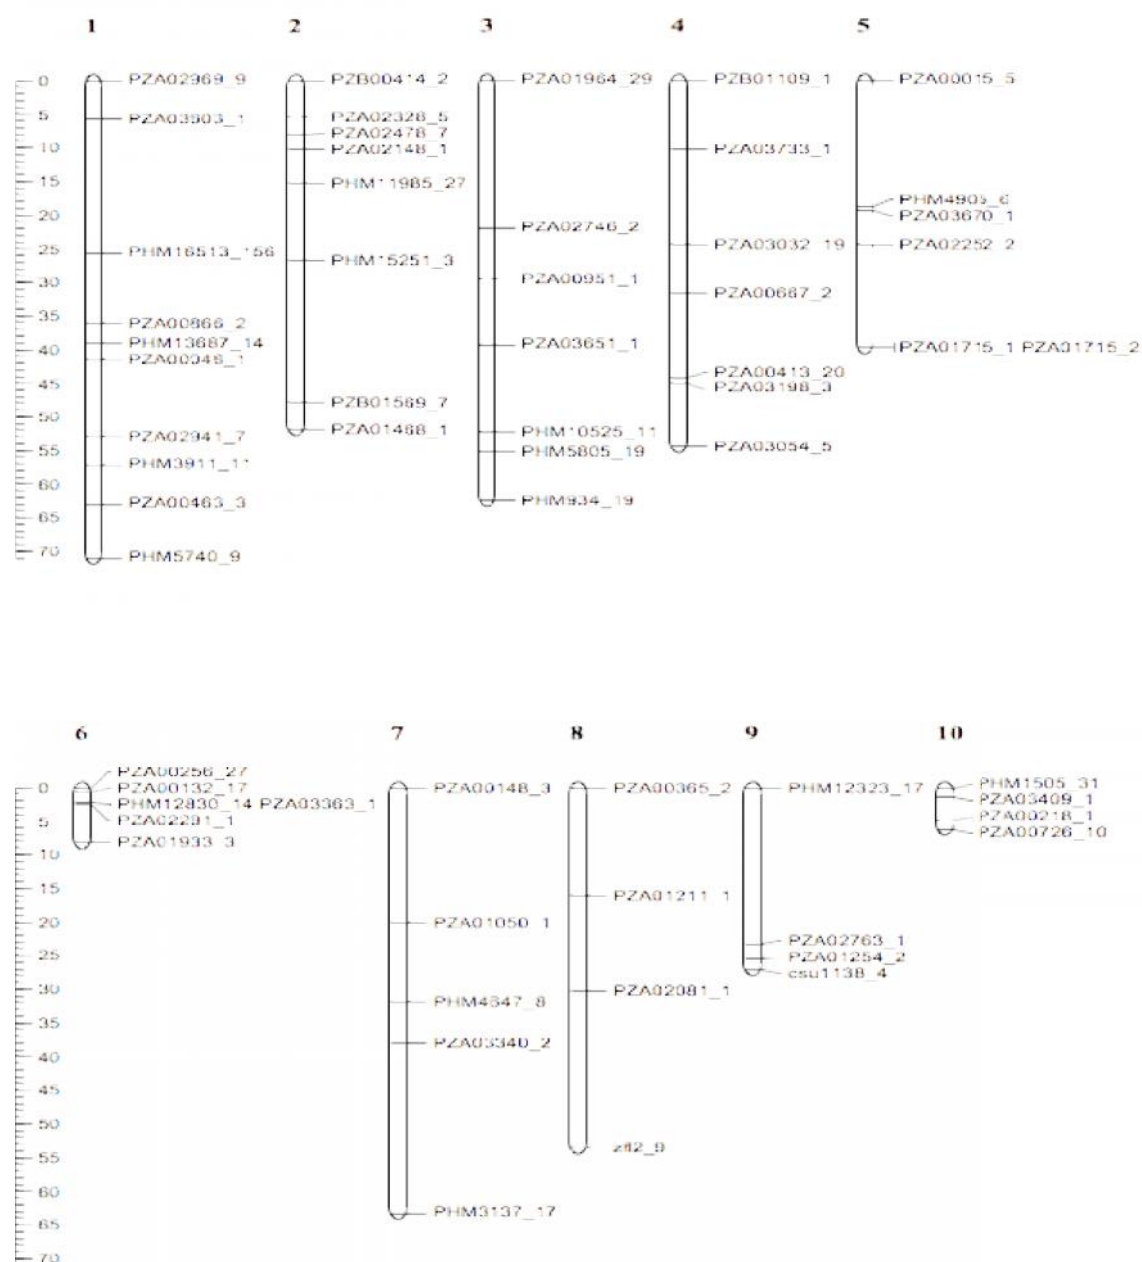 1 2 3 4 5
0 PZA02969_9 PZB00414_2 PZA01964_29 PZB01109_1 PZA00015_5
5 PZA03903_1 PZA02328_5
PZA02478_7
10 PZA02148_1 PZA03733_1
15 PHM11985_27
PHM4905_6
20 PZA03670_1
PZA02746_2
25 PHM16513_156 PHM15251_3 PZA03032_19 PZA02252_2
30 PZA00951_1 PZA00667_2
35 PZA00866_2
PHM13687_14 PZA03651_1
40 PZA01715_1 PZA01715_2
PZA00413_20
45 PZA03198_3
50 PZB01569_7
PZA02941_7 PZA01468_1 PHM10525_11
55 PHM5805_19 PZA03054_5
PHM3911_11
60
PZA00463_3 PHM934_19
65
70 PHM5740_9
6 7 8 9 10
PZA00256_27
0 PZA00132_17 PZA00148_3 PZA00365_2 PHM12323_17 PHM1505_31
PHM12830_14 PZA03363_1 PZA03409_1
5 PZA02291_1 PZA00218_1
PZA01933_3 PZA00726_10
10
15 PZA01211_1
20 PZA01050_1
PZA02763_1
25 PZA01254_2
csu1138_4
30 PHM4647_8 PZA02081_1
35
PZA03340_2
40
45
50
zfl2_9
55
60
PHM3137_17
65
70